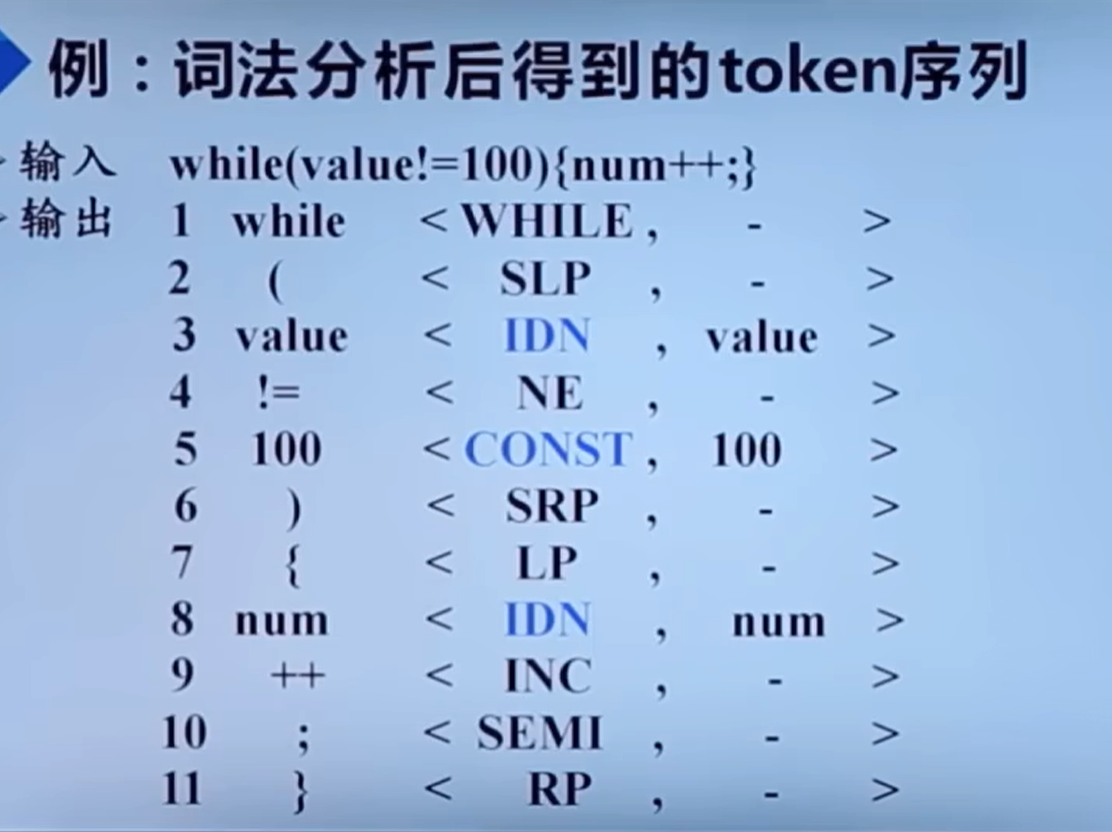 例：词法分析后得到的token序列
输入 while(value!=100){num++;}
输出 1 while < WHILE , - >
2 ( < SLP , - >
3 value < IDN , value >
4 != < NE , - >
5 100 < CONST , 100 >
6 ) < SRP , - >
7 { < LP , - >
8 num < IDN , num >
9 ++ < INC , - >
10 ; < SEMI , - >
11 } < RP , - >